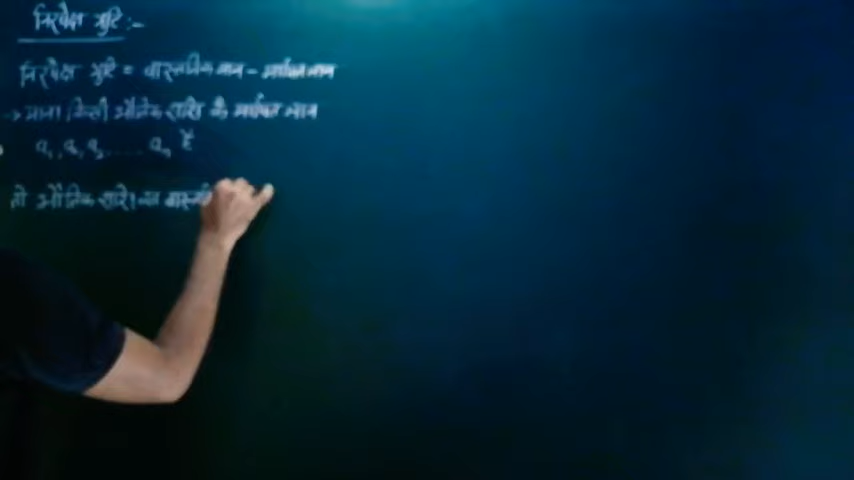 निरपेक्ष त्रुटि :-
निरपेक्ष त्रुटि = वास्तविक मान - मापित मान
→ माना किसी भौतिक राशि के मापित मान
a₁, a₂, a₃ ..... aₙ है
तो भौतिक राशि का वास्त